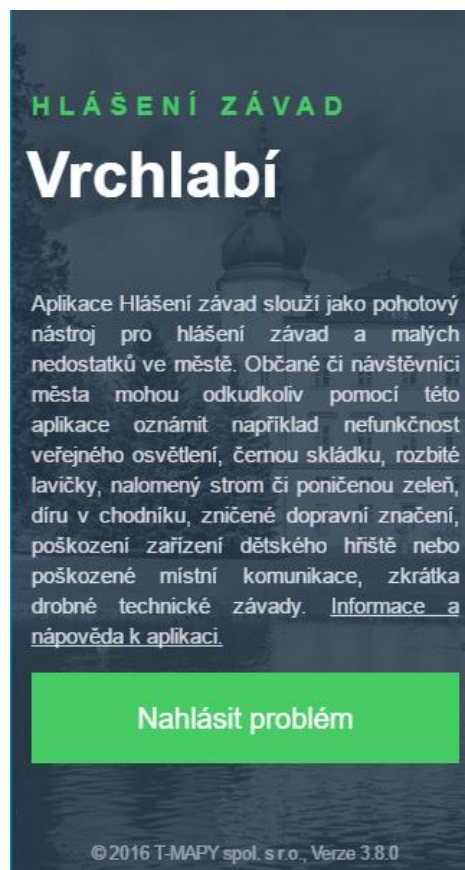 HLÁŠENÍ ZÁVAD
Vrchlabí
Aplikace Hlášení závad slouží jako pohotový
nástroj pro hlášení závad a malých
nedostatků ve městě. Občané či návštěvníci
města mohou odkudkoliv pomocí této
aplikace oznámit například nefunkčnost
veřejného osvětlení, černou skládku, rozbité
lavičky, nalomený strom či poničenou zeleň,
díru v chodníku, zničené dopravní značení,
poškození zařízení dětského hřiště nebo
poškozené místní komunikace, zkrátka
drobné technické závady. Informace a
nápověda k aplikaci.
Nahlásit problém
©2016 T-MAPY spol. s r.o., Verze 3.8.0